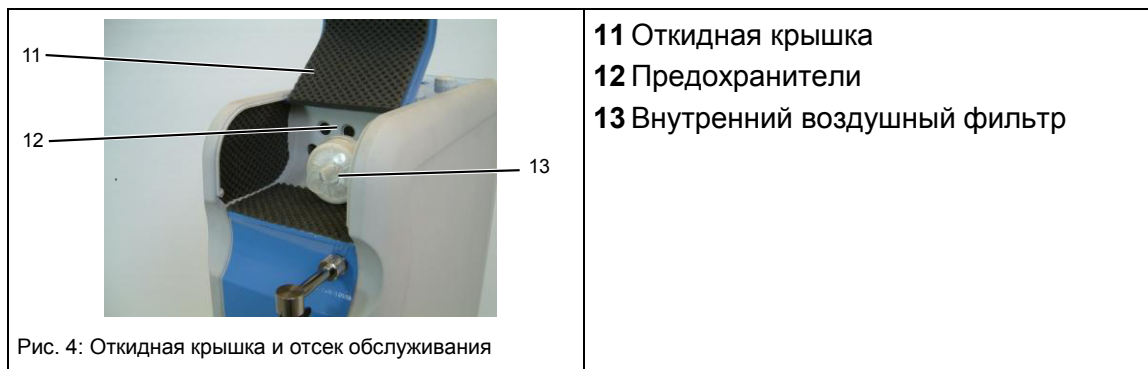 11
12
13
Рис. 4: Откидная крышка и отсек обслуживания
11 Откидная крышка
12 Предохранители
13 Внутренний воздушный фильтр